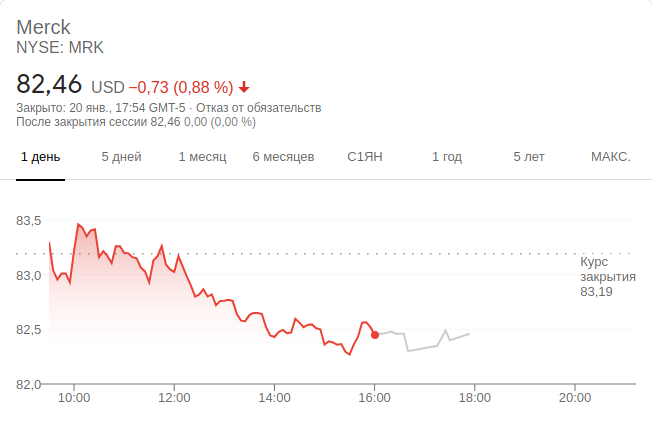 Merck
NYSE: MRK
82,46 USD −0,73 (0,88 %)
Закрыто: 20 янв., 17:54 GMT-5 · Отказ от обязательств
После закрытия сессии 82,46 0,00 (0,00 %)
1 день 5 дней 1 месяц 6 месяцев С1ЯН 1 год 5 лет МАКС.
83,5
Курс
закрытия
83,19
83,0
82,5
82,0
10:00 12:00 14:00 16:00 18:00 20:00